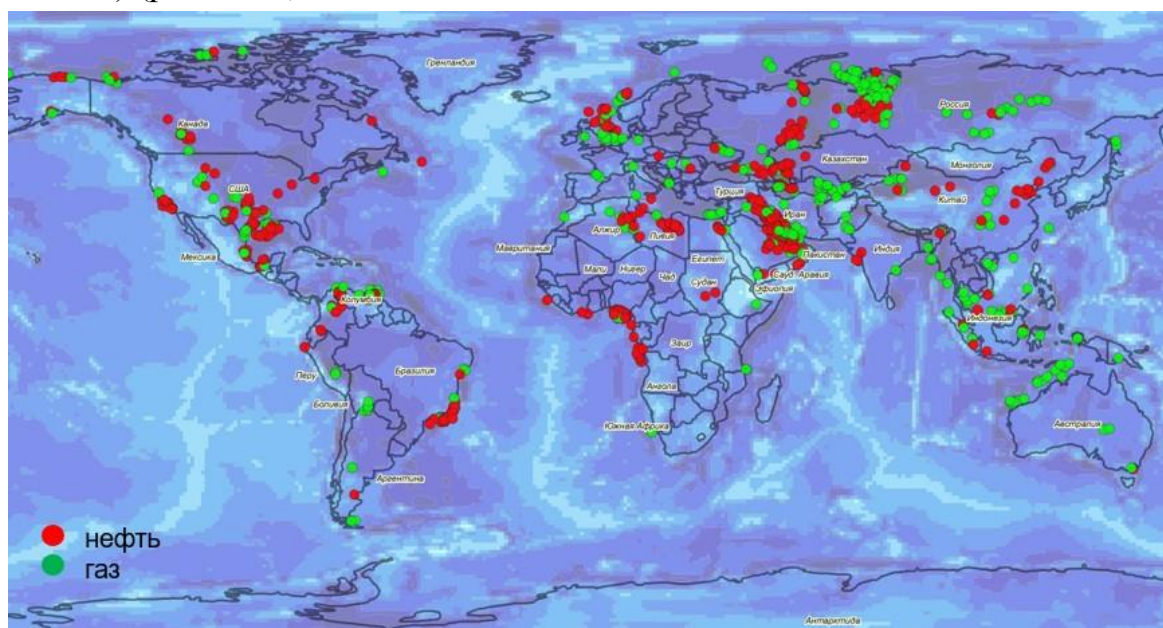 Гренландия
Россия
Канада
Казахстан
Монголия
США
Турция
Китай
Иран
Алжир
Ливия
Мавритания
Египет
Пакистан
Индия
Мексика
Мали
Нигер
Чад
Судан
Сауд. Аравия
Эфиопия
Колумбия
Индонезия
Заир
Перу
Бразилия
Ангола
Боливия
Южная Африка
Австралия
Аргентина
нефть
газ
Антарктида